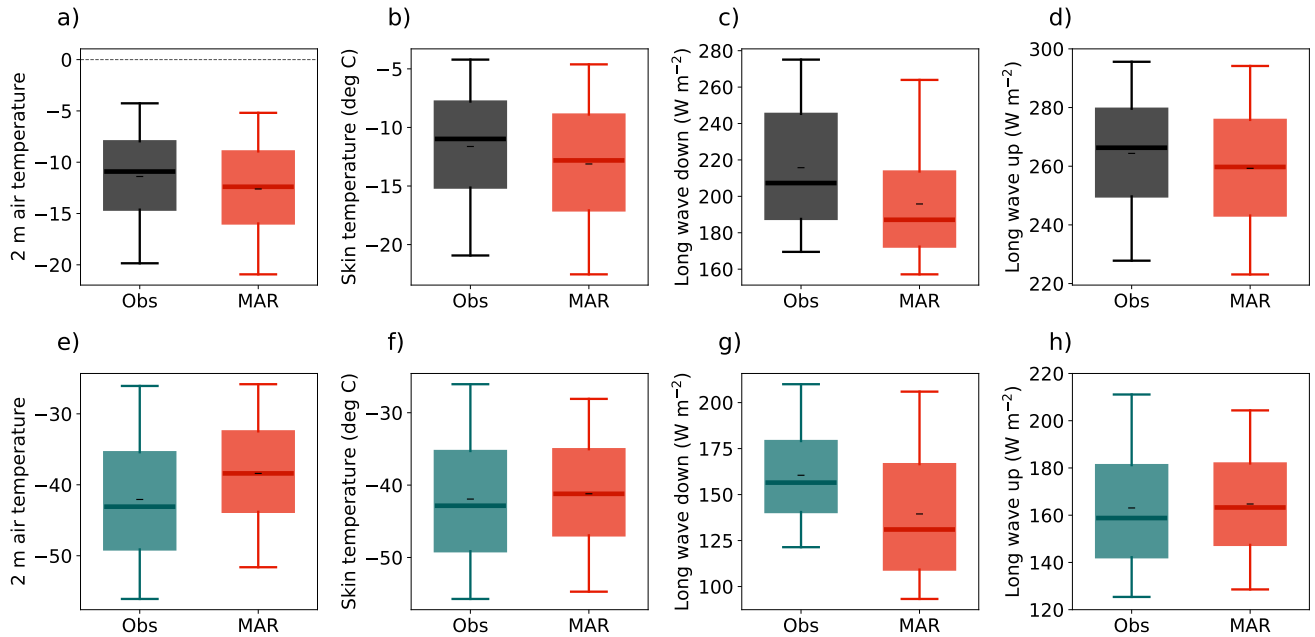 a)
b)
c)
d)
2 m air temperature
0
−5
−10
−15
−20
Obs
MAR
Skin temperature (deg C)
−5
−10
−15
−20
Obs
MAR
Long wave down (W m−2)
280
260
240
220
200
180
160
Obs
MAR
Long wave up (W m−2)
300
280
260
240
220
Obs
MAR
e)
f)
g)
h)
2 m air temperature
−30
−40
−50
Obs
MAR
Skin temperature (deg C)
−30
−40
−50
Obs
MAR
Long wave down (W m−2)
200
175
150
125
100
Obs
MAR
Long wave up (W m−2)
220
200
180
160
140
120
Obs
MAR